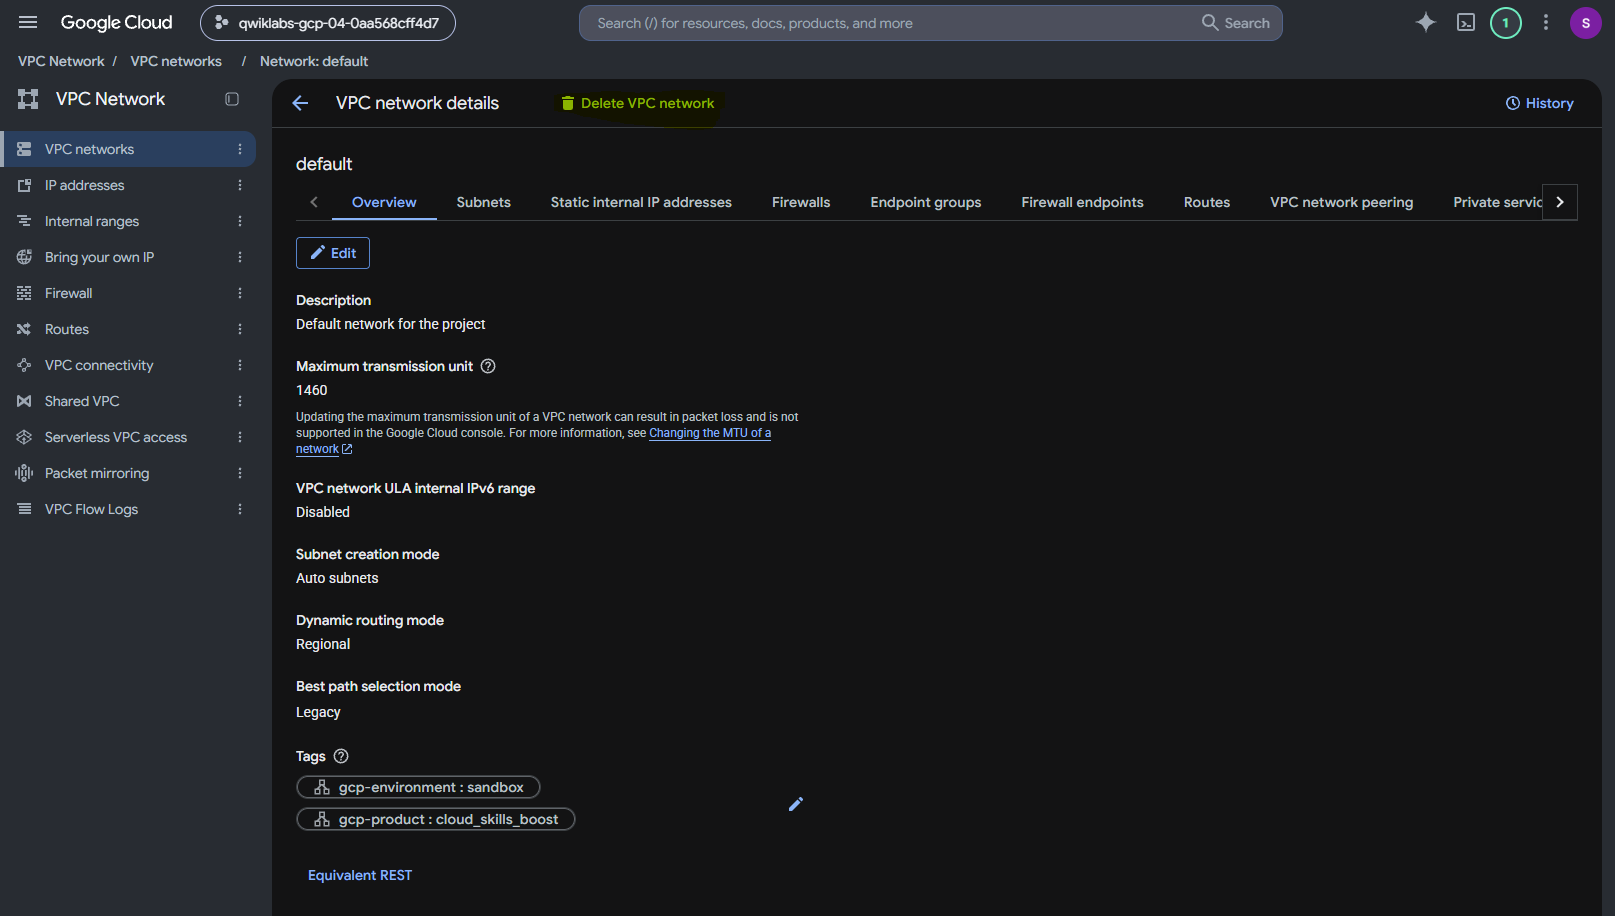 Google Cloud
qwiklabs-gcp-04-0aa568cff4d7
Search (/) for resources, docs, products, and more
Search
1
S
VPC Network / VPC networks / Network: default
VPC Network
VPC network details
Delete VPC network
History
VPC networks
IP addresses
Internal ranges
Bring your own IP
Firewall
Routes
VPC connectivity
Shared VPC
Serverless VPC access
Packet mirroring
VPC Flow Logs
default
Overview Subnets Static internal IP addresses Firewalls Endpoint groups Firewall endpoints Routes VPC network peering Private servic
Edit
Description
Default network for the project
Maximum transmission unit
1460
Updating the maximum transmission unit of a VPC network can result in packet loss and is not
supported in the Google Cloud console. For more information, see Changing the MTU of a
network
VPC network ULA internal IPv6 range
Disabled
Subnet creation mode
Auto subnets
Dynamic routing mode
Regional
Best path selection mode
Legacy
Tags
gcp-environment : sandbox
gcp-product : cloud_skills_boost
Equivalent REST